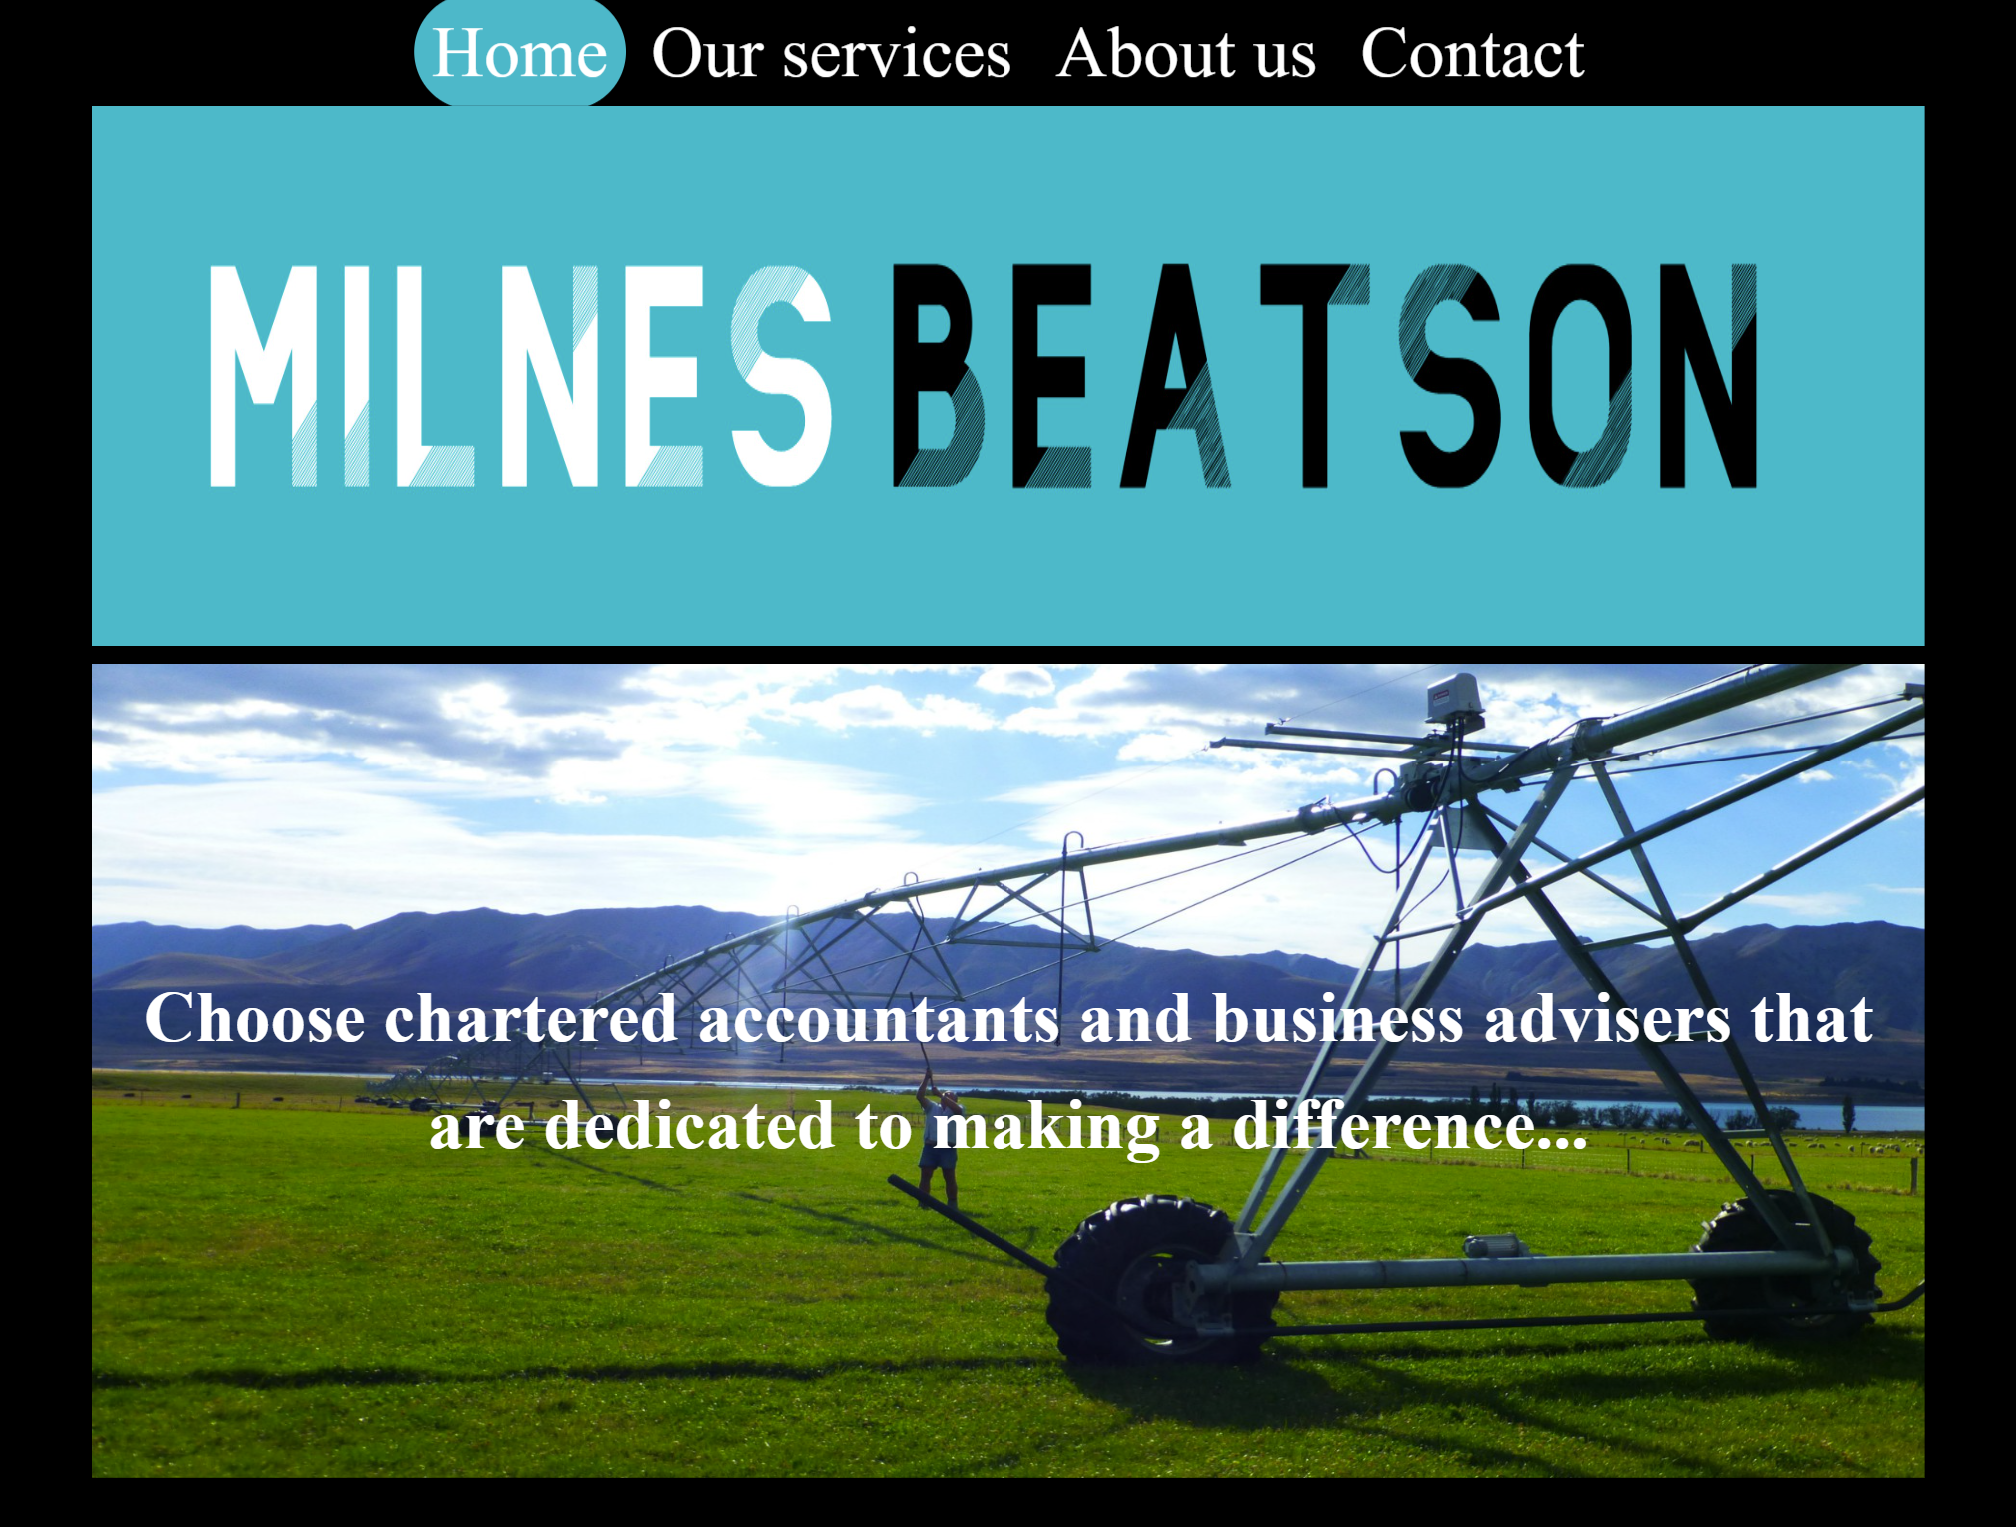 Home Our services About us Contact
MILNES BEATSON
Choose chartered accountants and business advisers that
are dedicated to making a difference...